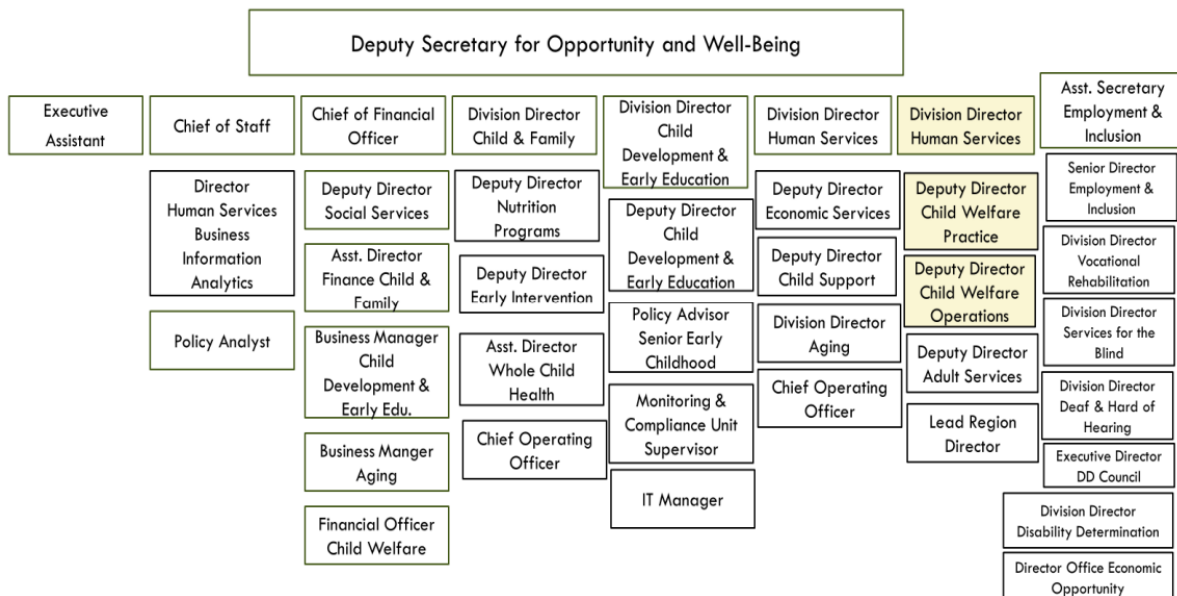 Deputy Secretary for Opportunity and Well-Being
Executive
Assistant
Chief of Staff
Director
Human Services
Business
Information
Analytics
Policy Analyst
Chief of Financial
Officer
Deputy Director
Social Services
Asst. Director
Finance Child &
Family
Business Manager
Child
Development &
Early Edu.
Business Manger
Aging
Financial Officer
Child Welfare
Division Director
Child & Family
Deputy Director
Nutrition
Programs
Deputy Director
Early Intervention
Asst. Director
Whole Child
Health
Chief Operating
Officer
Division Director
Child
Development &
Early Education
Deputy Director
Child
Development &
Early Education
Policy Advisor
Senior Early
Childhood
Monitoring &
Compliance Unit
Supervisor
IT Manager
Division Director
Human Services
Deputy Director
Economic Services
Deputy Director
Child Support
Division Director
Aging
Chief Operating
Officer
Division Director
Human Services
Deputy Director
Child Welfare
Practice
Deputy Director
Child Welfare
Operations
Deputy Director
Adult Services
Lead Region
Director
Asst. Secretary
Employment &
Inclusion
Senior Director
Employment &
Inclusion
Division Director
Vocational
Rehabilitation
Division Director
Services for the
Blind
Division Director
Deaf & Hard of
Hearing
Executive Director
DD Council
Division Director
Disability Determination
Director Office Economic
Opportunity